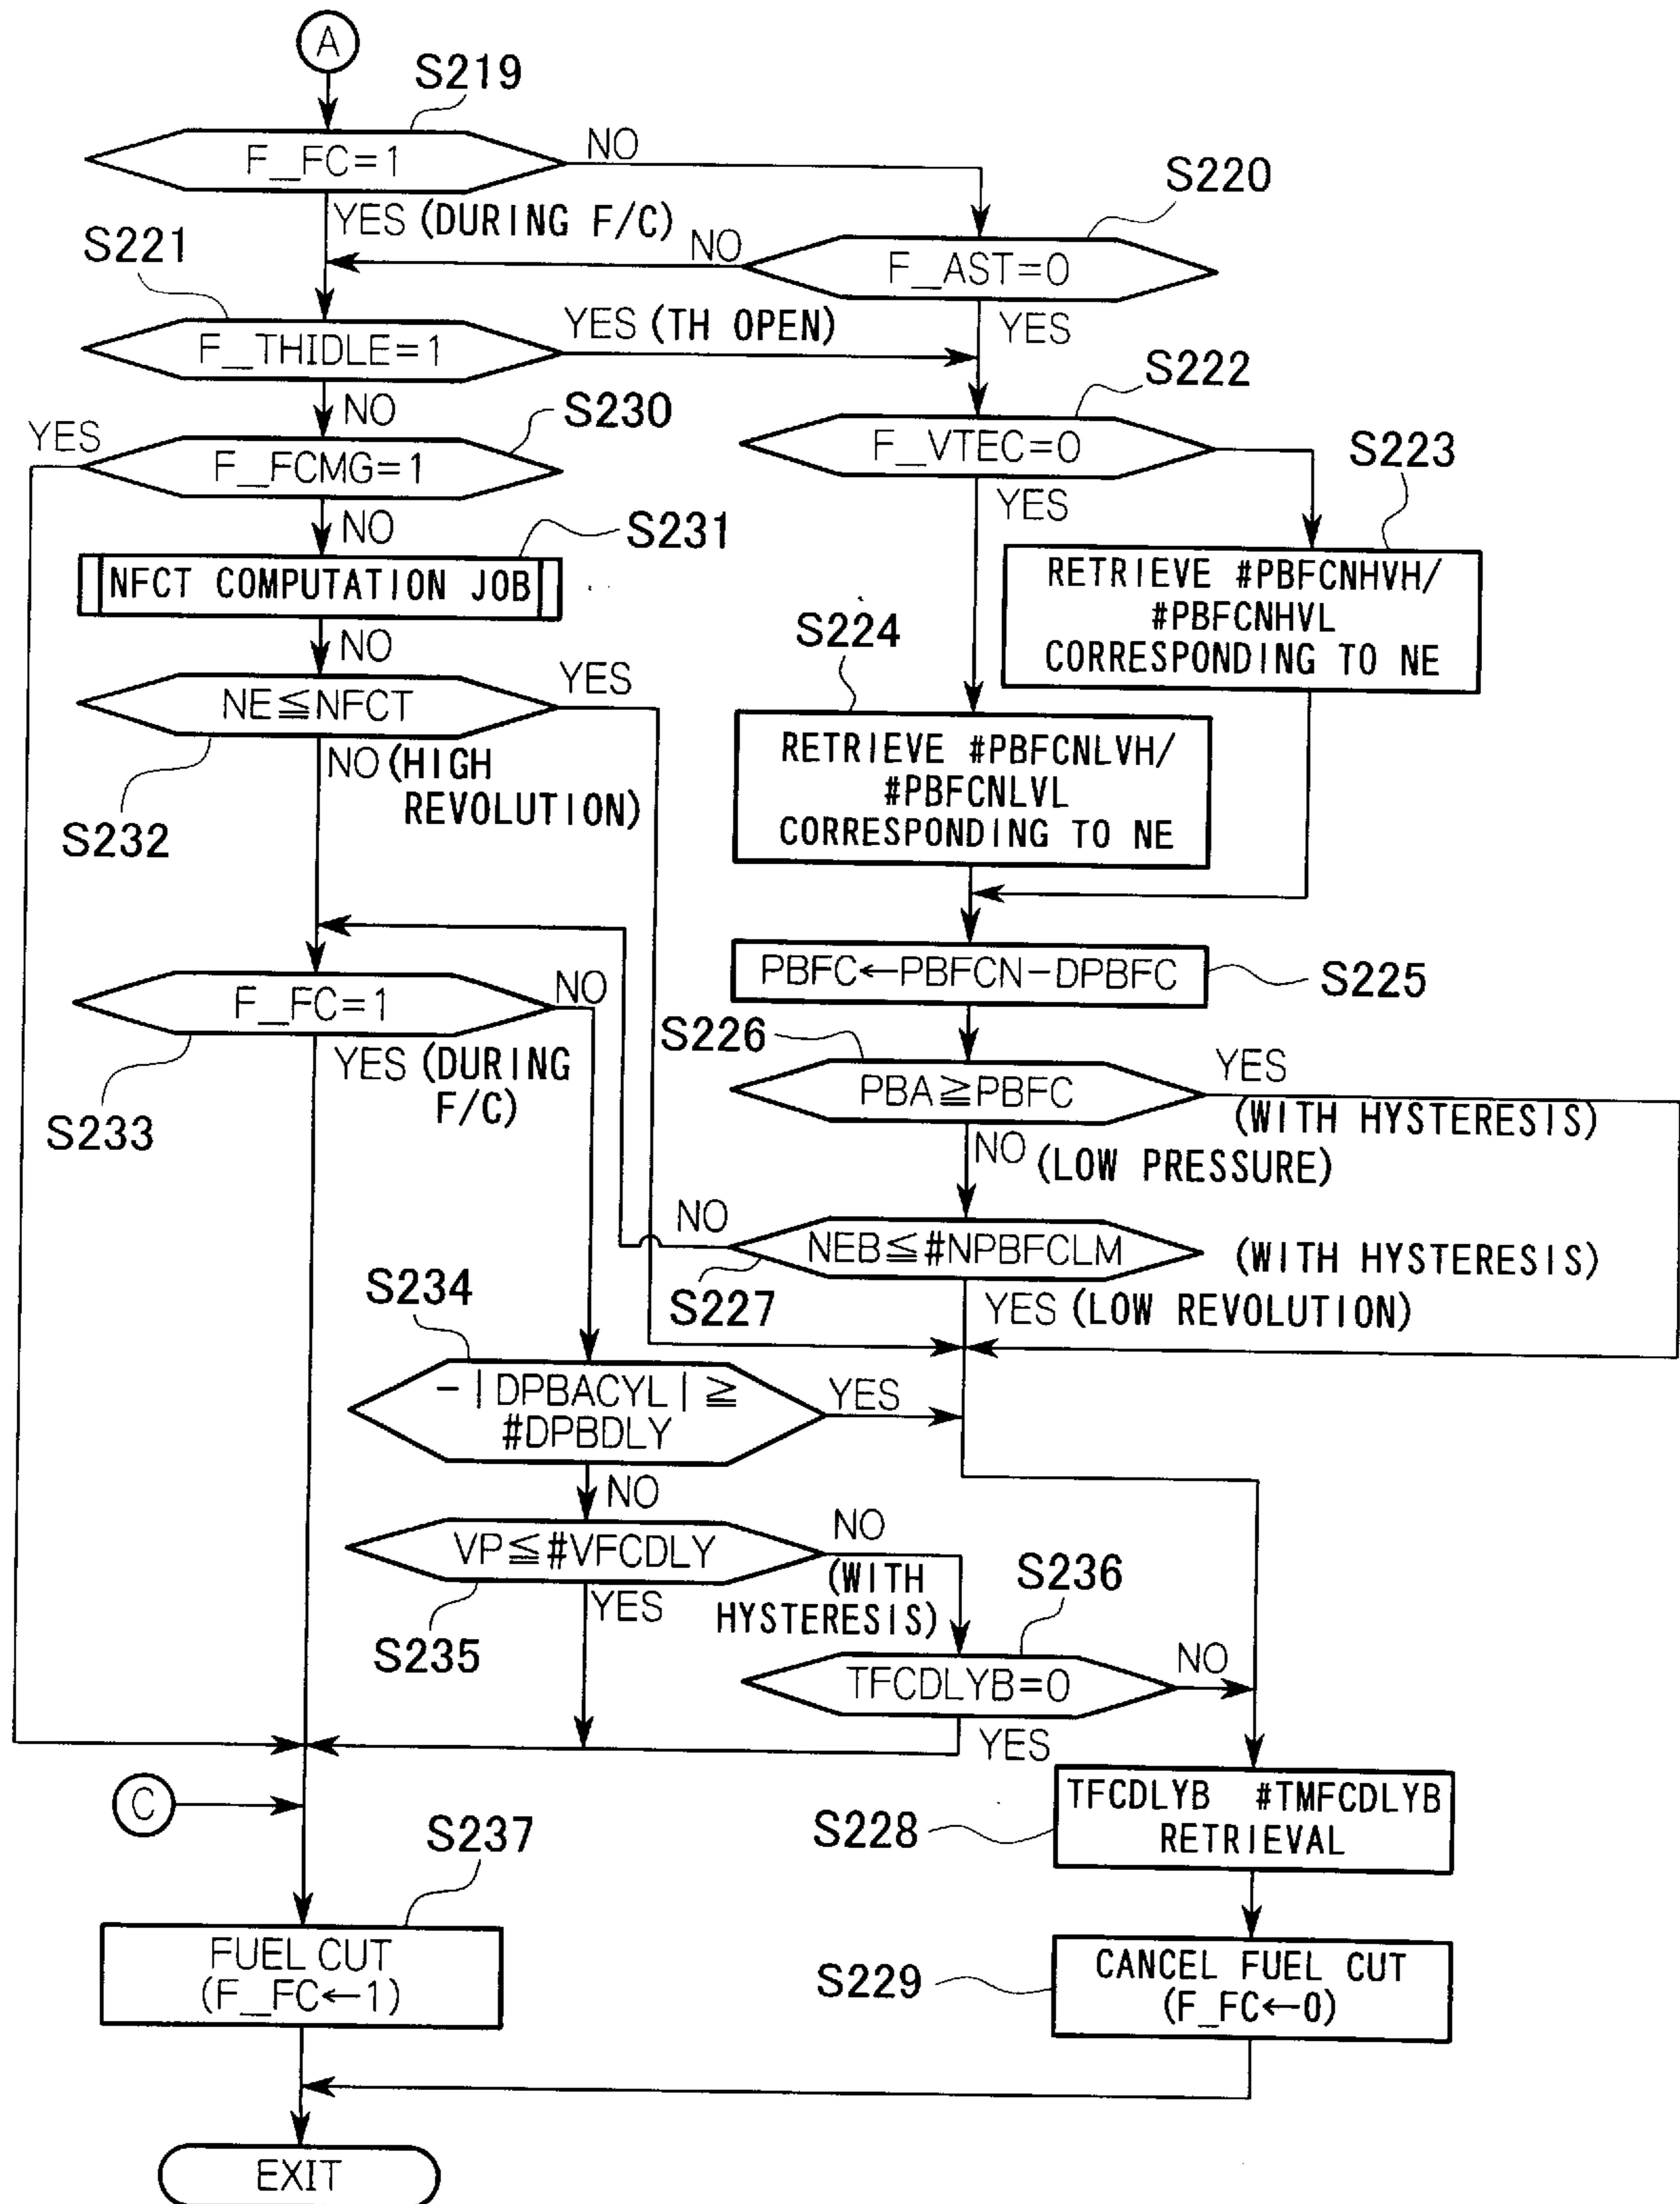 A
S219
F_FC=1
NO
S220
YES (DURING F/C)
NO
F_AST=0
S221
YES (TH OPEN)
YES
F_THIDLE=1
S222
NO
S230
YES
F_FCMG=1
F_VTEC=0
S223
YES
NO
S231
NFCT COMPUTATION JOB
RETRIEVE #PBFCNHVH/
#PBFCNHVL
CORRESPONDING TO NE
NO
S224
NE≦NFCT
YES
NO (HIGH
REVOLUTION)
S232
RETRIEVE #PBFCNLVH/
#PBFCNLVL
CORRESPONDING TO NE
PBFC←PBFCN-DPBFC
S225
F_FC=1
NO
S226
YES (DURING
F/C)
S233
PBA≧PBFC
YES
(WITH HYSTERESIS)
NO (LOW PRESSURE)
NO
NEB≦#NPBFCLM
(WITH HYSTERESIS)
S227
YES (LOW REVOLUTION)
S234
-|DPBACYL|≧
#DPBDLY
YES
NO
VP≦#VFCDLY
NO
(WITH
HYSTERESIS)
S235
YES
S236
TFCDLYB=0
NO
YES
C
TFCDLYB #TMFCDLYB
RETRIEVAL
S228
S237
FUEL CUT
(F_FC←1)
S229
CANCEL FUEL CUT
(F_FC←0)
EXIT